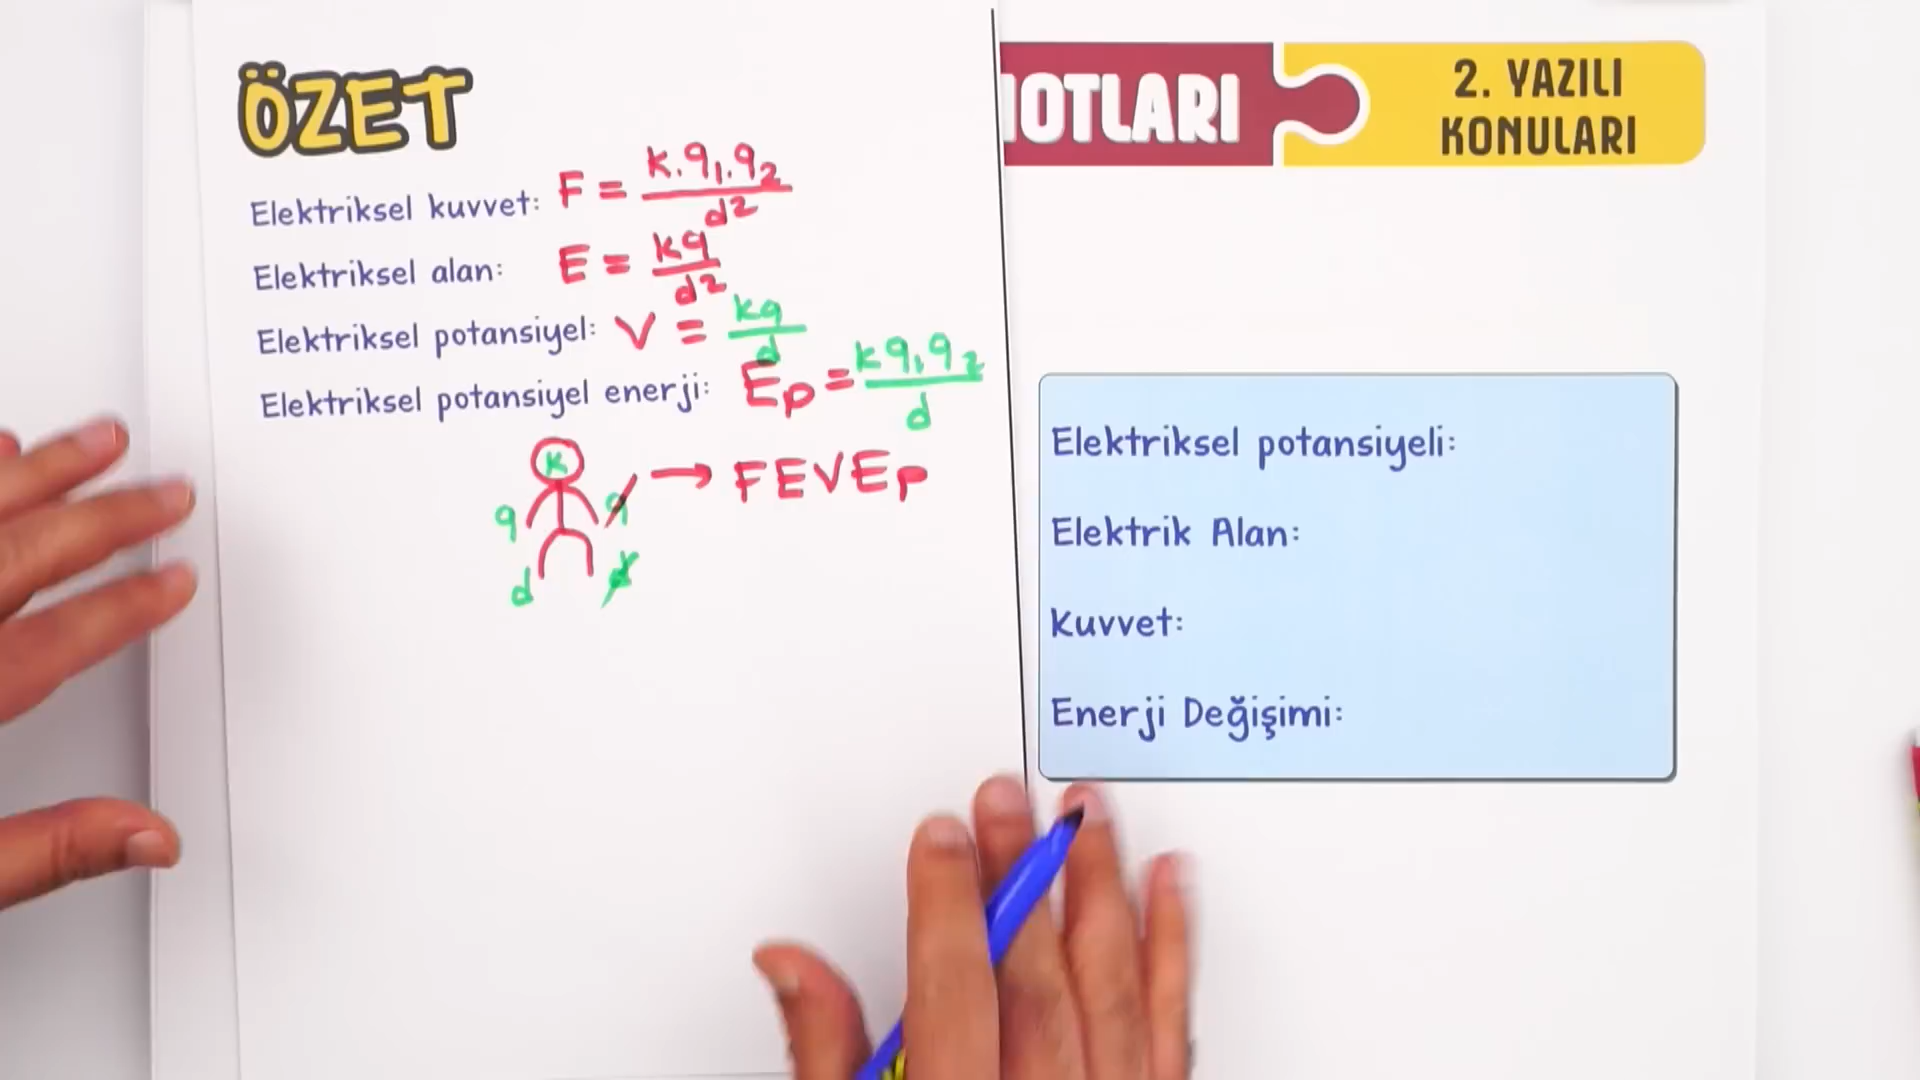 ÖZET
Elektriksel kuvvet: F = k.q1.q2 / d²
Elektriksel alan: E = kq / d²
Elektriksel potansiyel: V = kq / d
Elektriksel potansiyel enerji: Ep = kq1q2 / d
k
q q → FEVEp
d d
OTLARI
2. YAZILI
KONULARI
Elektriksel potansiyeli:
Elektrik Alan:
Kuvvet:
Enerji Değişimi: